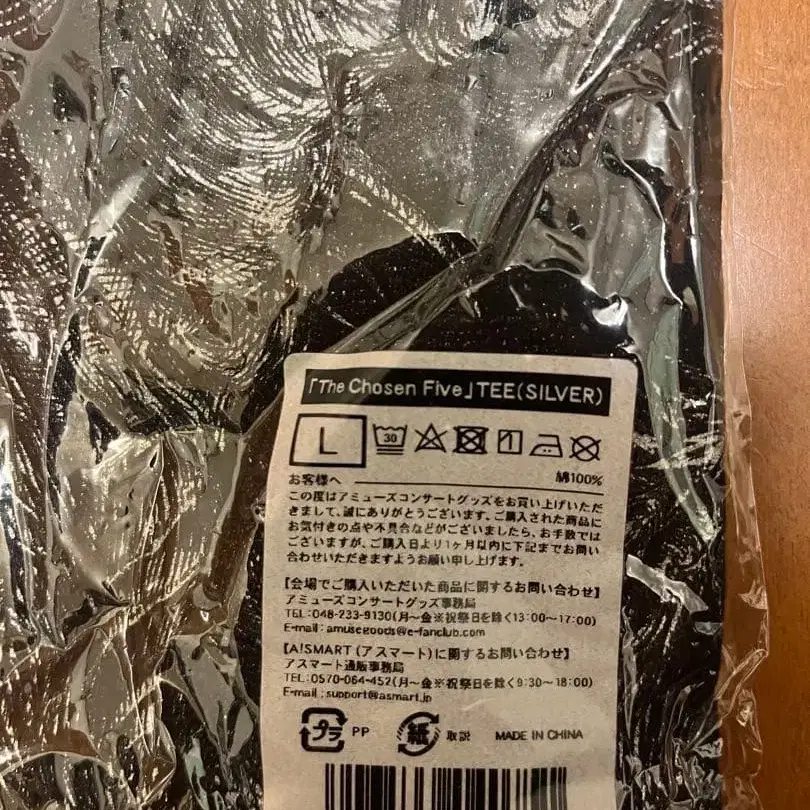 「The Chosen Five」TEE(SILVER)
L 30
お客様へ 綿100%
この度はアミューズコンサートグッズをお買い上げいただ
きまして、誠にありがとうございます。ご購入された商品に
お気付きの点や不具合などがございましたら、お手数では
ございますが、ご購入日より1ヶ月以内に下記までお問い
合わせいただきますようお願い申し上げます。
【会場でご購入いただいた商品に関するお問い合わせ】
アミューズコンサートグッズ事務局
TEL:048-233-9130(月〜金※祝祭日を除く13:00〜17:00)
E-mail:amusegoods@e-fanclub.com
【A!SMART(アスマート)に関するお問い合わせ】
アスマート通販事務局
TEL:0570-064-452(月〜金※祝祭日を除く9:30〜18:00)
E-mail:support@asmart.jp
プラ PP 紙 取説 MADE IN CHINA